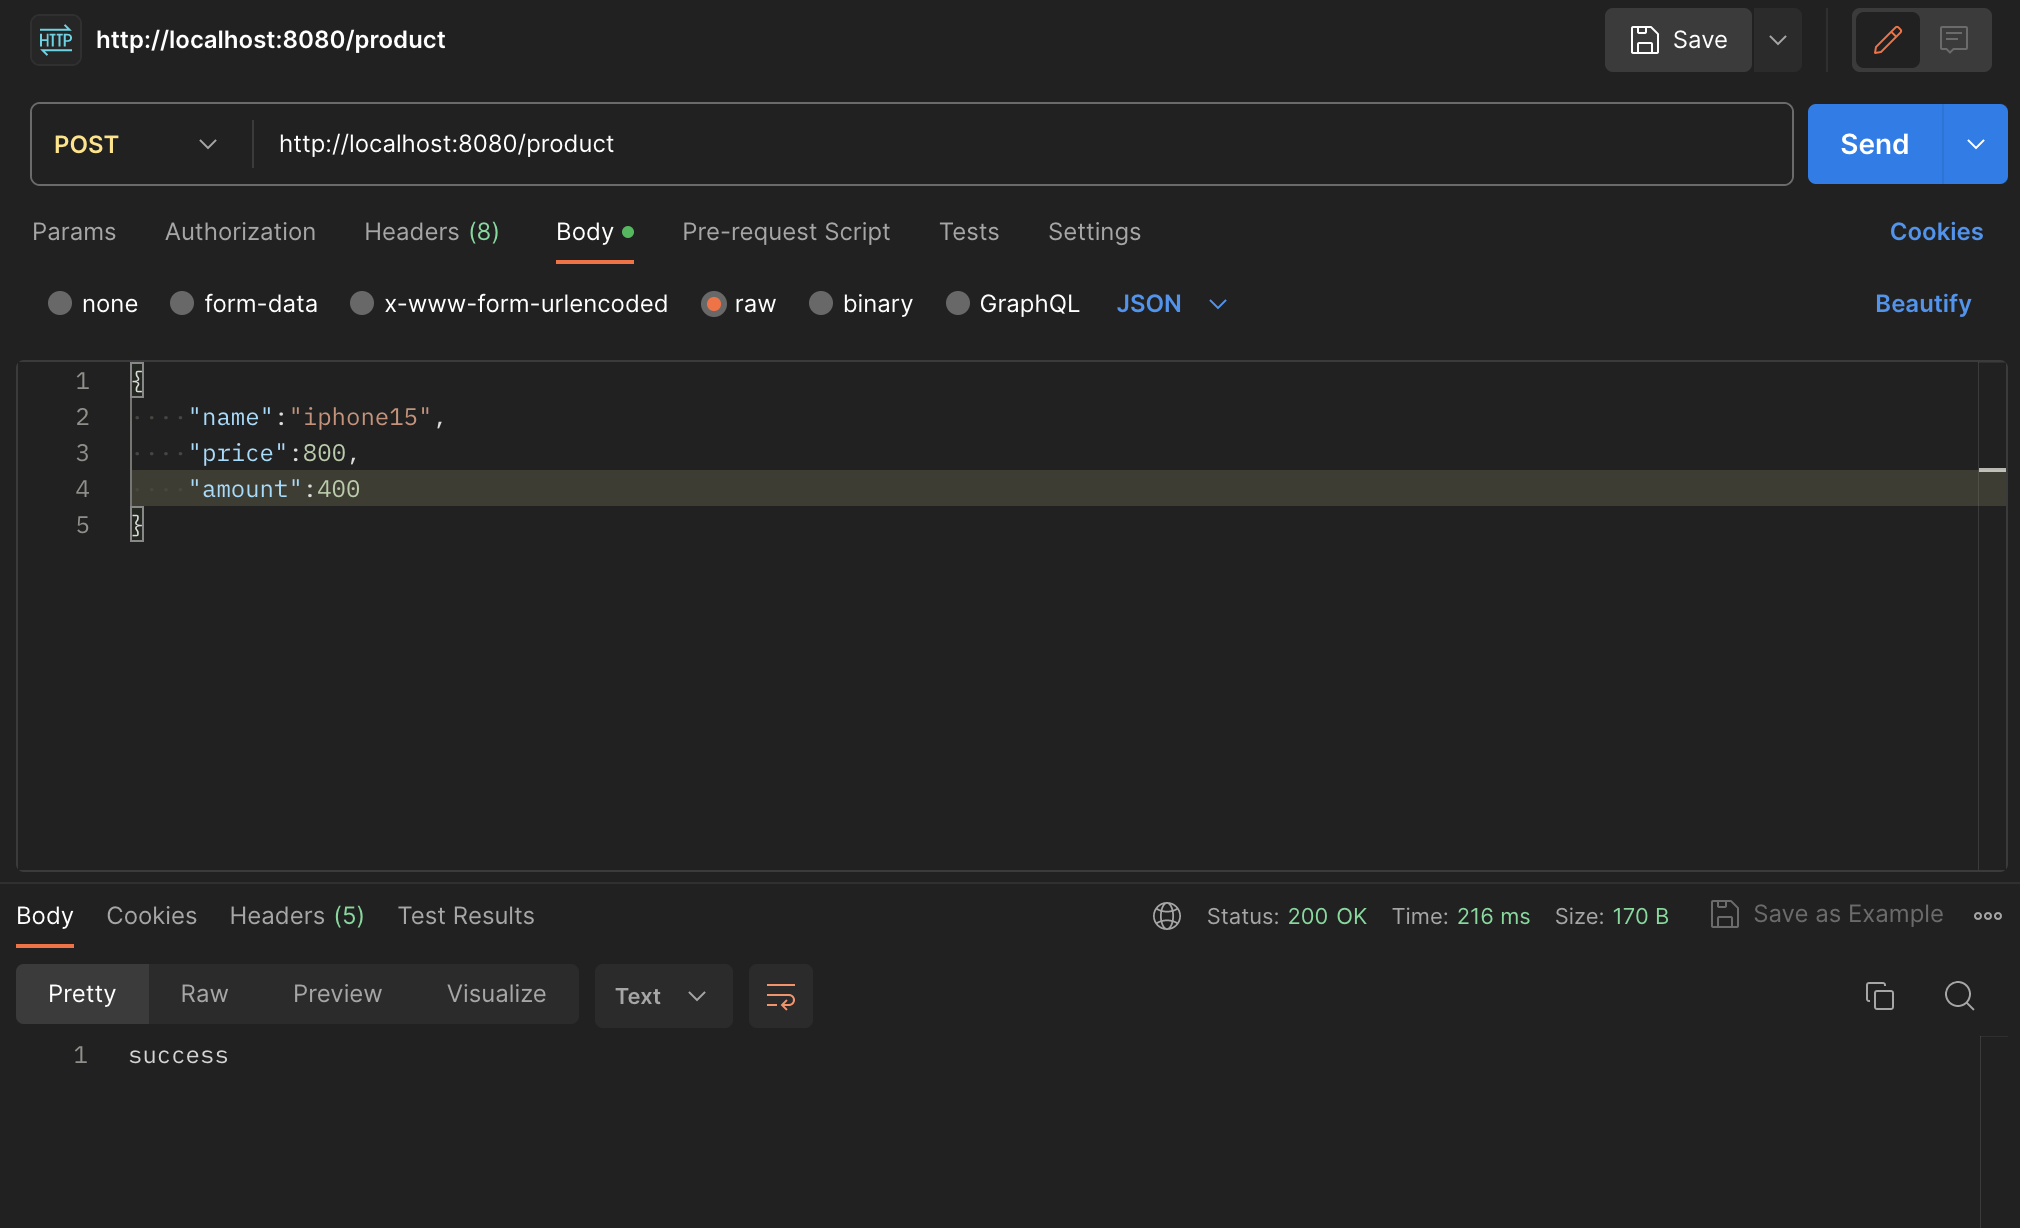 HTTP http://localhost:8080/product Save
POST http://localhost:8080/product Send
Params Authorization Headers (8) Body Pre-request Script Tests Settings Cookies
none form-data x-www-form-urlencoded raw binary GraphQL JSON Beautify
1 {
2 "name":"iphone15",
3 "price":800,
4 "amount":400
5 }
Body Cookies Headers (5) Test Results Status: 200 OK Time: 216 ms Size: 170 B Save as Example
Pretty Raw Preview Visualize Text
1 success